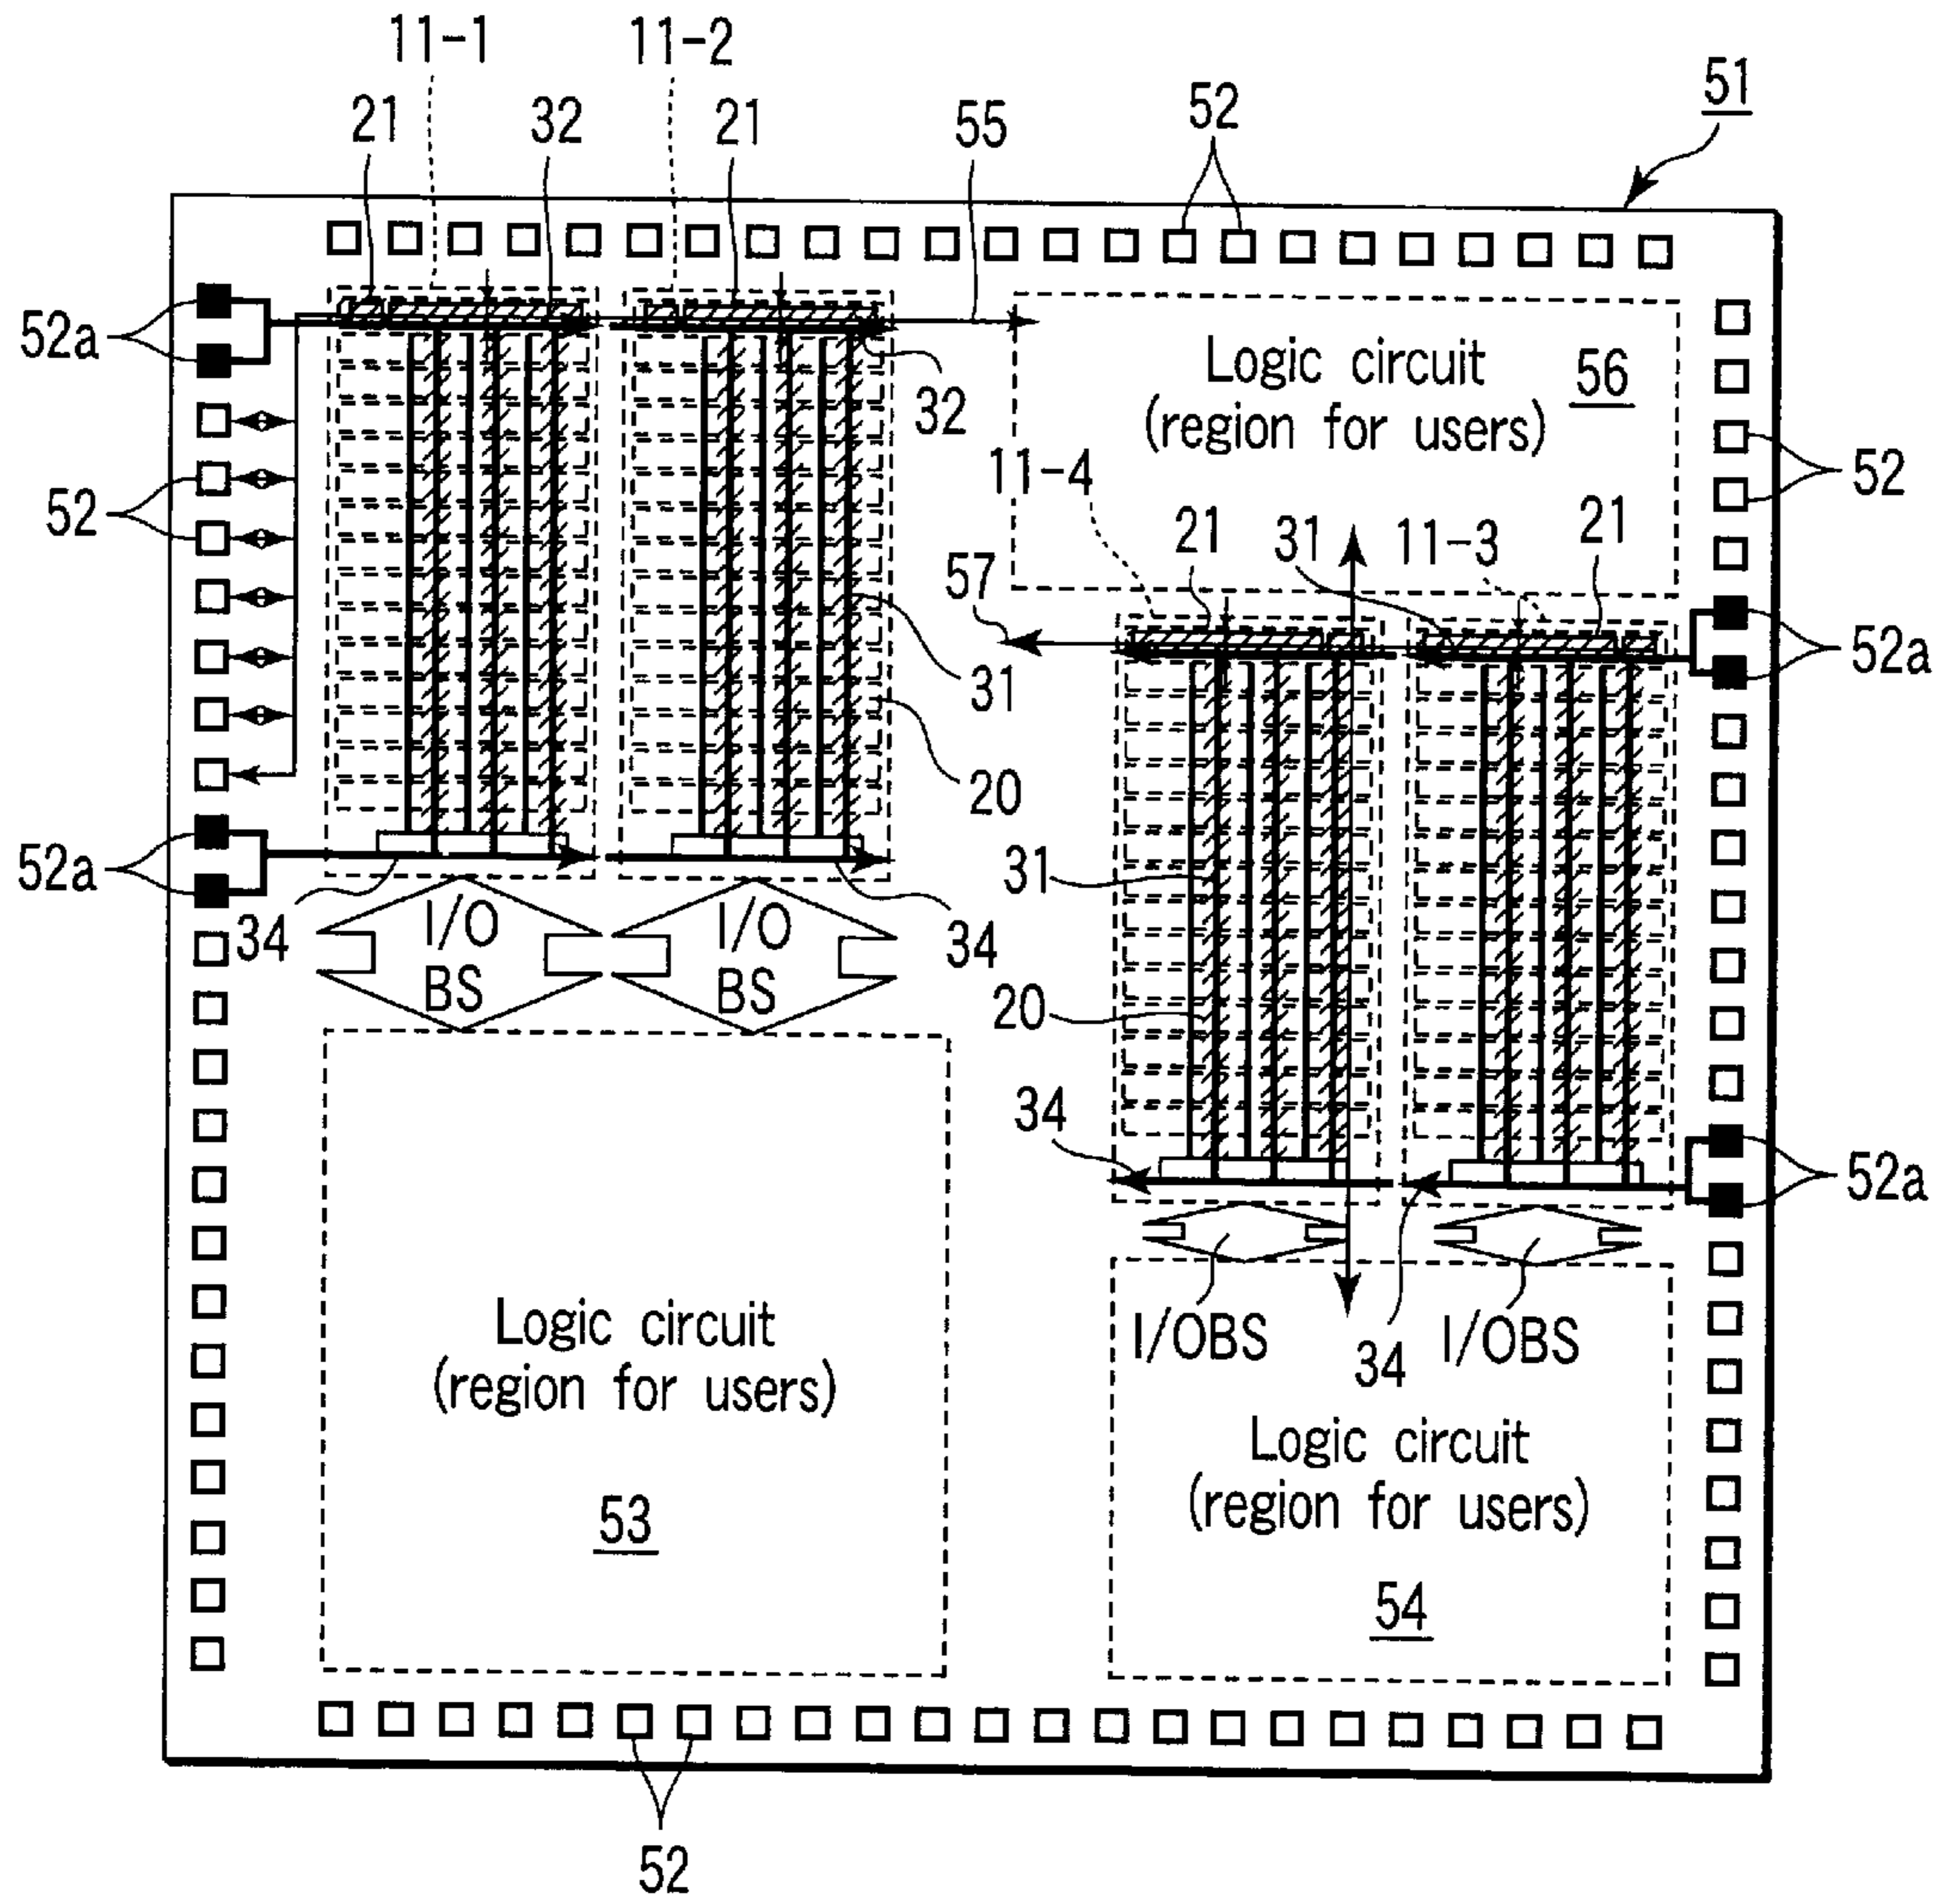 11-1
11-2
51
21
32
21
55
52
52a
Logic circuit
56
(region for users)
32
11-4
52
52
21
31
11-3
21
57
31
52a
20
52a
31
34
I/O
BS
I/O
BS
34
20
34
52a
I/OBS
34
I/OBS
Logic circuit
(region for users)
53
Logic circuit
(region for users)
54
52